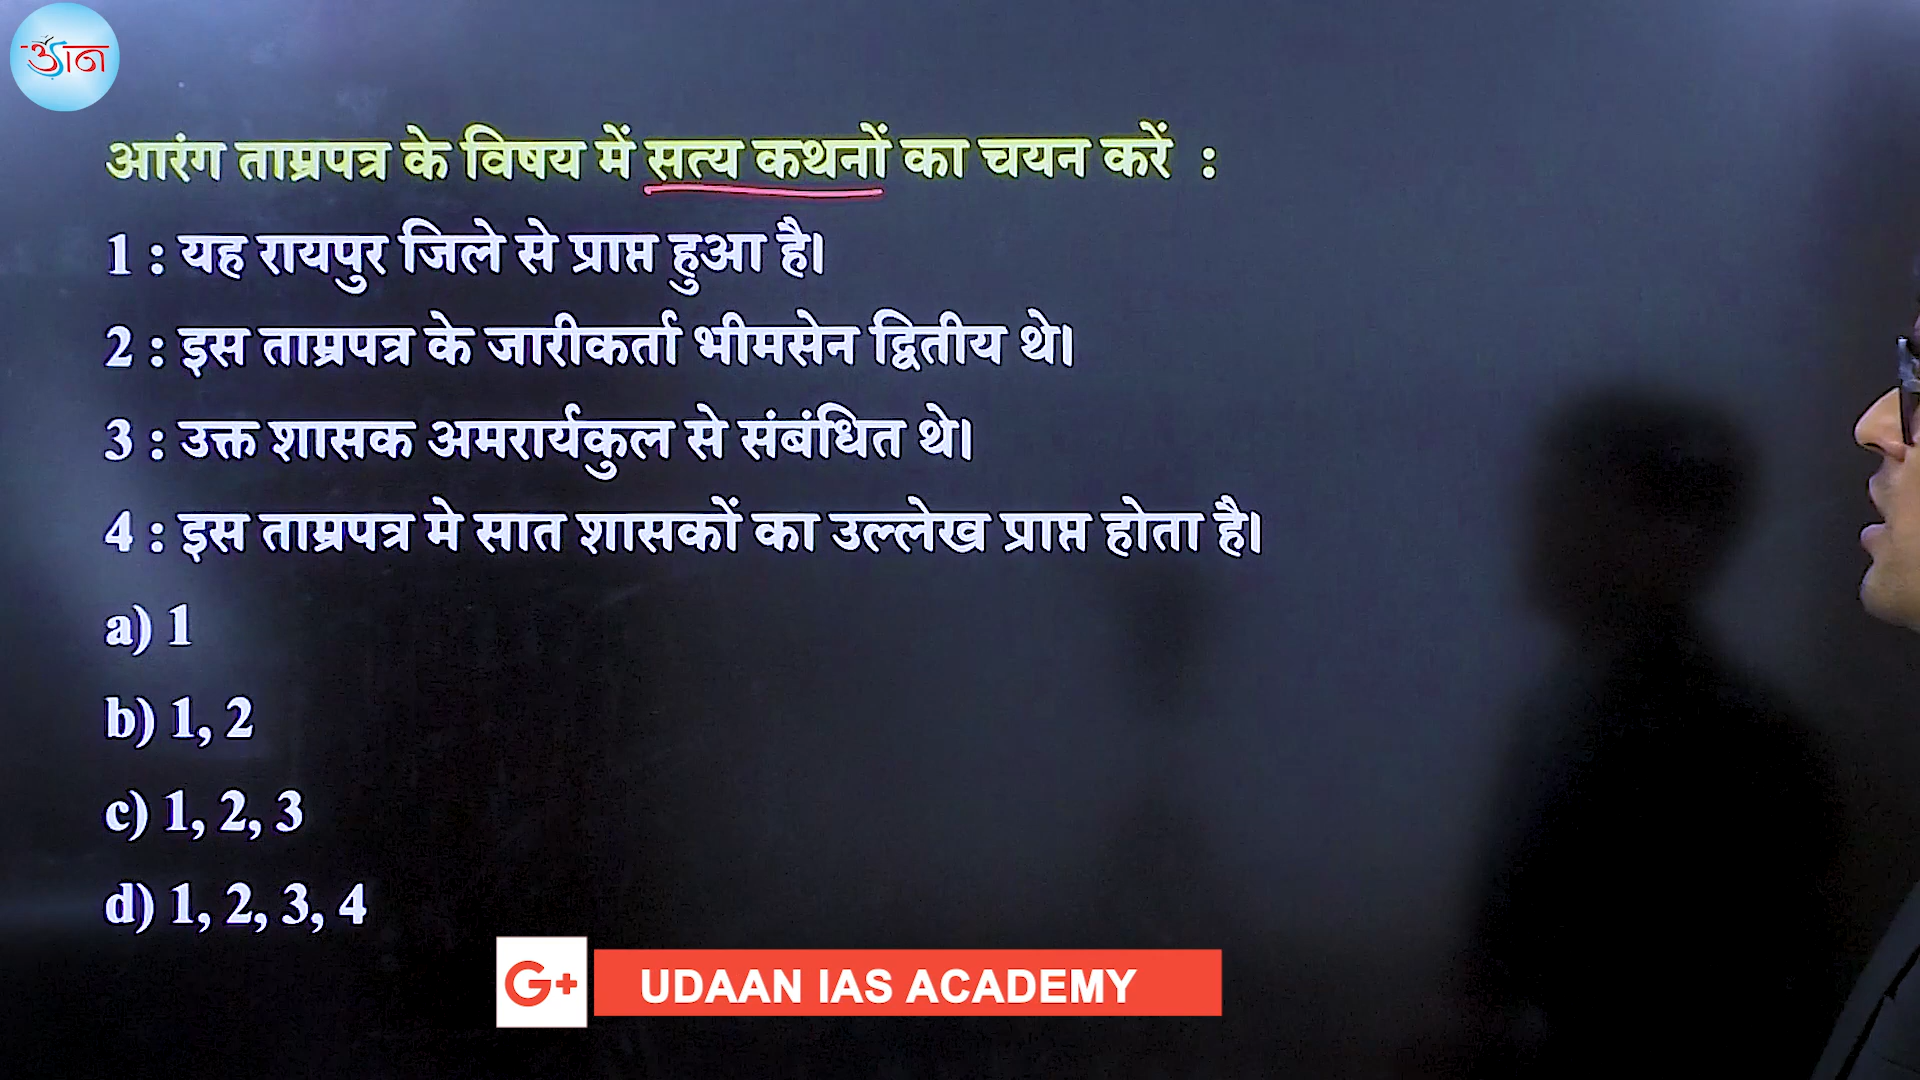 उड़ान
आरंग ताम्रपत्र के विषय में सत्य कथनों का चयन करें :
1 : यह रायपुर जिले से प्राप्त हुआ है।
2 : इस ताम्रपत्र के जारीकर्ता भीमसेन द्वितीय थे।
3 : उक्त शासक अमरार्यकुल से संबंधित थे।
4 : इस ताम्रपत्र मे सात शासकों का उल्लेख प्राप्त होता है।
a) 1
b) 1, 2
c) 1, 2, 3
d) 1, 2, 3, 4
G+ UDAAN IAS ACADEMY